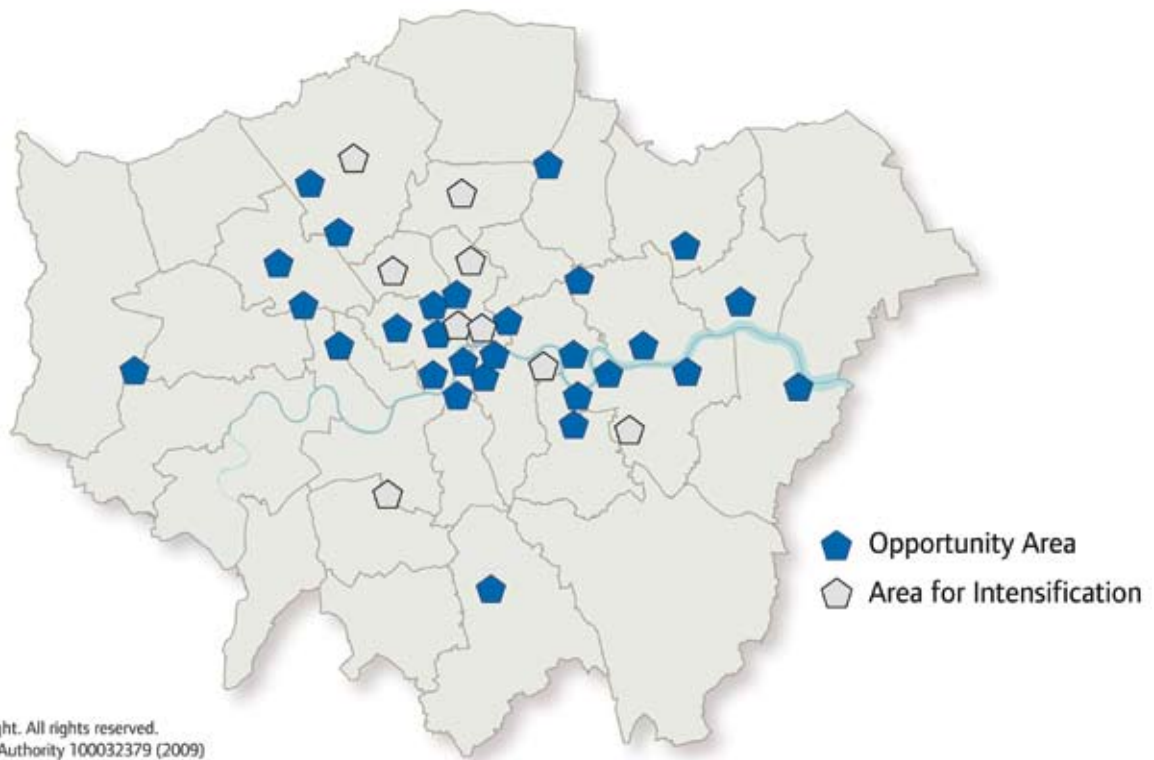 Opportunity Area
Area for Intensification
ght. All rights reserved.
Authority 100032379 (2009)